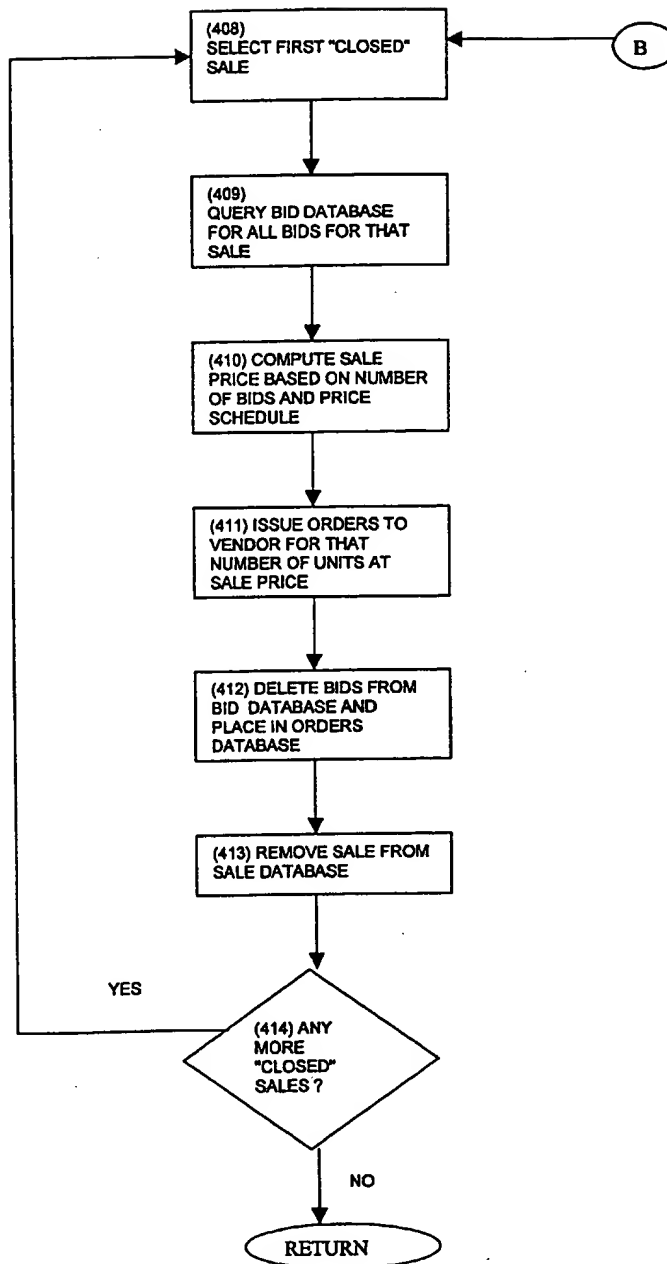 (408)
SELECT FIRST "CLOSED"
SALE
B
(409)
QUERY BID DATABASE
FOR ALL BIDS FOR THAT
SALE
(410) COMPUTE SALE
PRICE BASED ON NUMBER
OF BIDS AND PRICE
SCHEDULE
(411) ISSUE ORDERS TO
VENDOR FOR THAT
NUMBER OF UNITS AT
SALE PRICE
(412) DELETE BIDS FROM
BID DATABASE AND
PLACE IN ORDERS
DATABASE
(413) REMOVE SALE FROM
SALE DATABASE
YES
(414) ANY
MORE
"CLOSED"
SALES ?
NO
RETURN